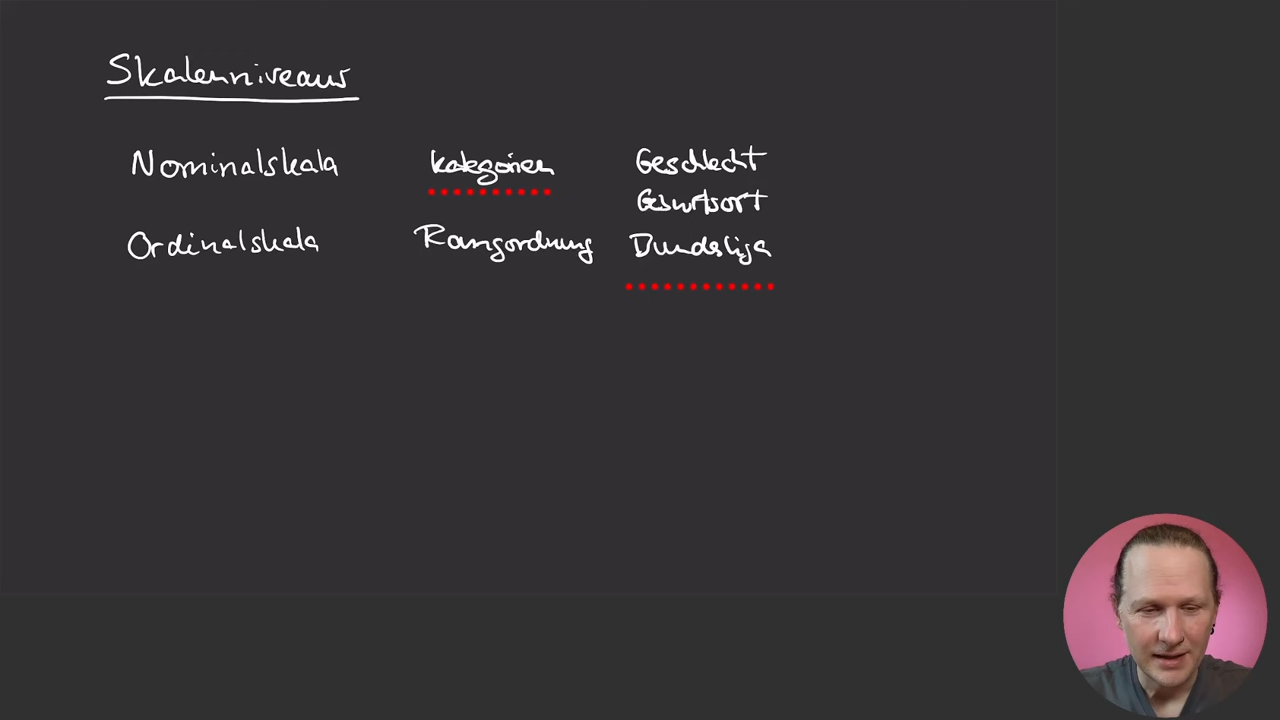 Skalenniveaus
Nominalskala Kategorien Geschlecht
Geburtsort
Ordinalskala Rangordnung Bundesliga